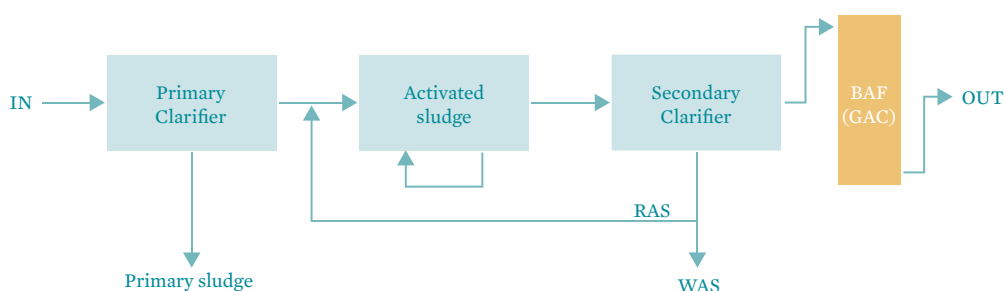 IN
Primary
Clarifier
Activated
sludge
Secondary
Clarifier
BAF
(GAC)
OUT
RAS
Primary sludge
WAS